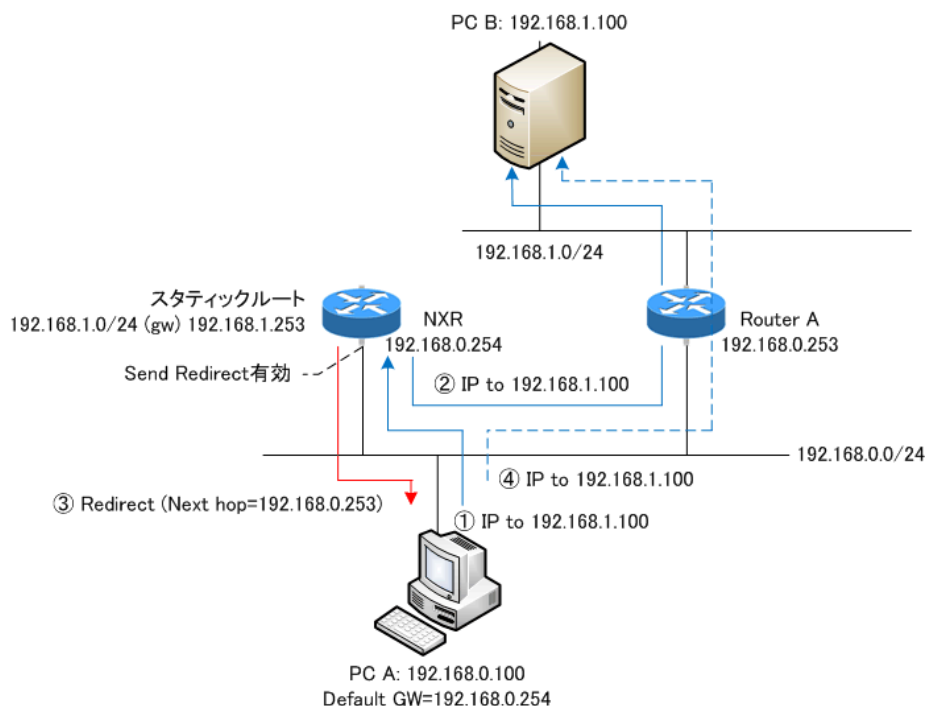 PC B: 192.168.1.100
192.168.1.0/24
スタティックルート
192.168.1.0/24 (gw) 192.168.1.253
NXR
192.168.0.254
Router A
192.168.0.253
Send Redirect有効
② IP to 192.168.1.100
192.168.0.0/24
③ Redirect (Next hop=192.168.0.253)
④ IP to 192.168.1.100
① IP to 192.168.1.100
PC A: 192.168.0.100
Default GW=192.168.0.254